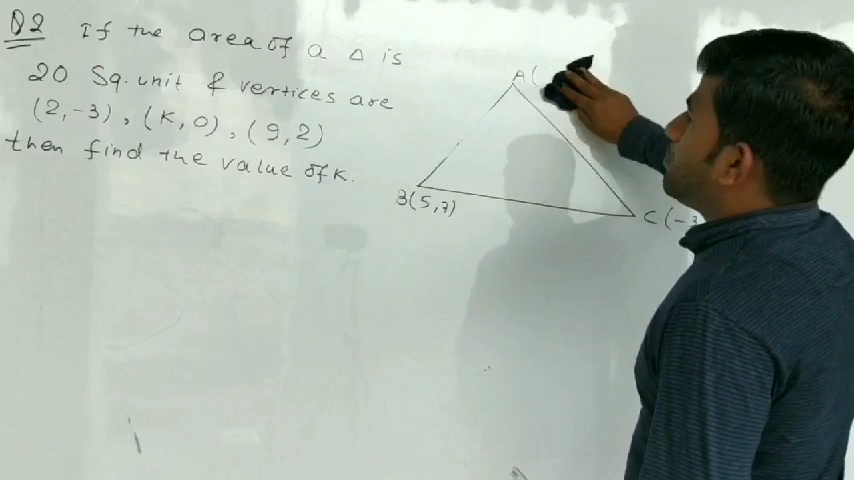 Q2 If the area of a Δ is
20 Sq. unit & vertices are
(2,-3), (K,0), (9,2)
then find the value of K.
A(
B(5,7)
C(-3